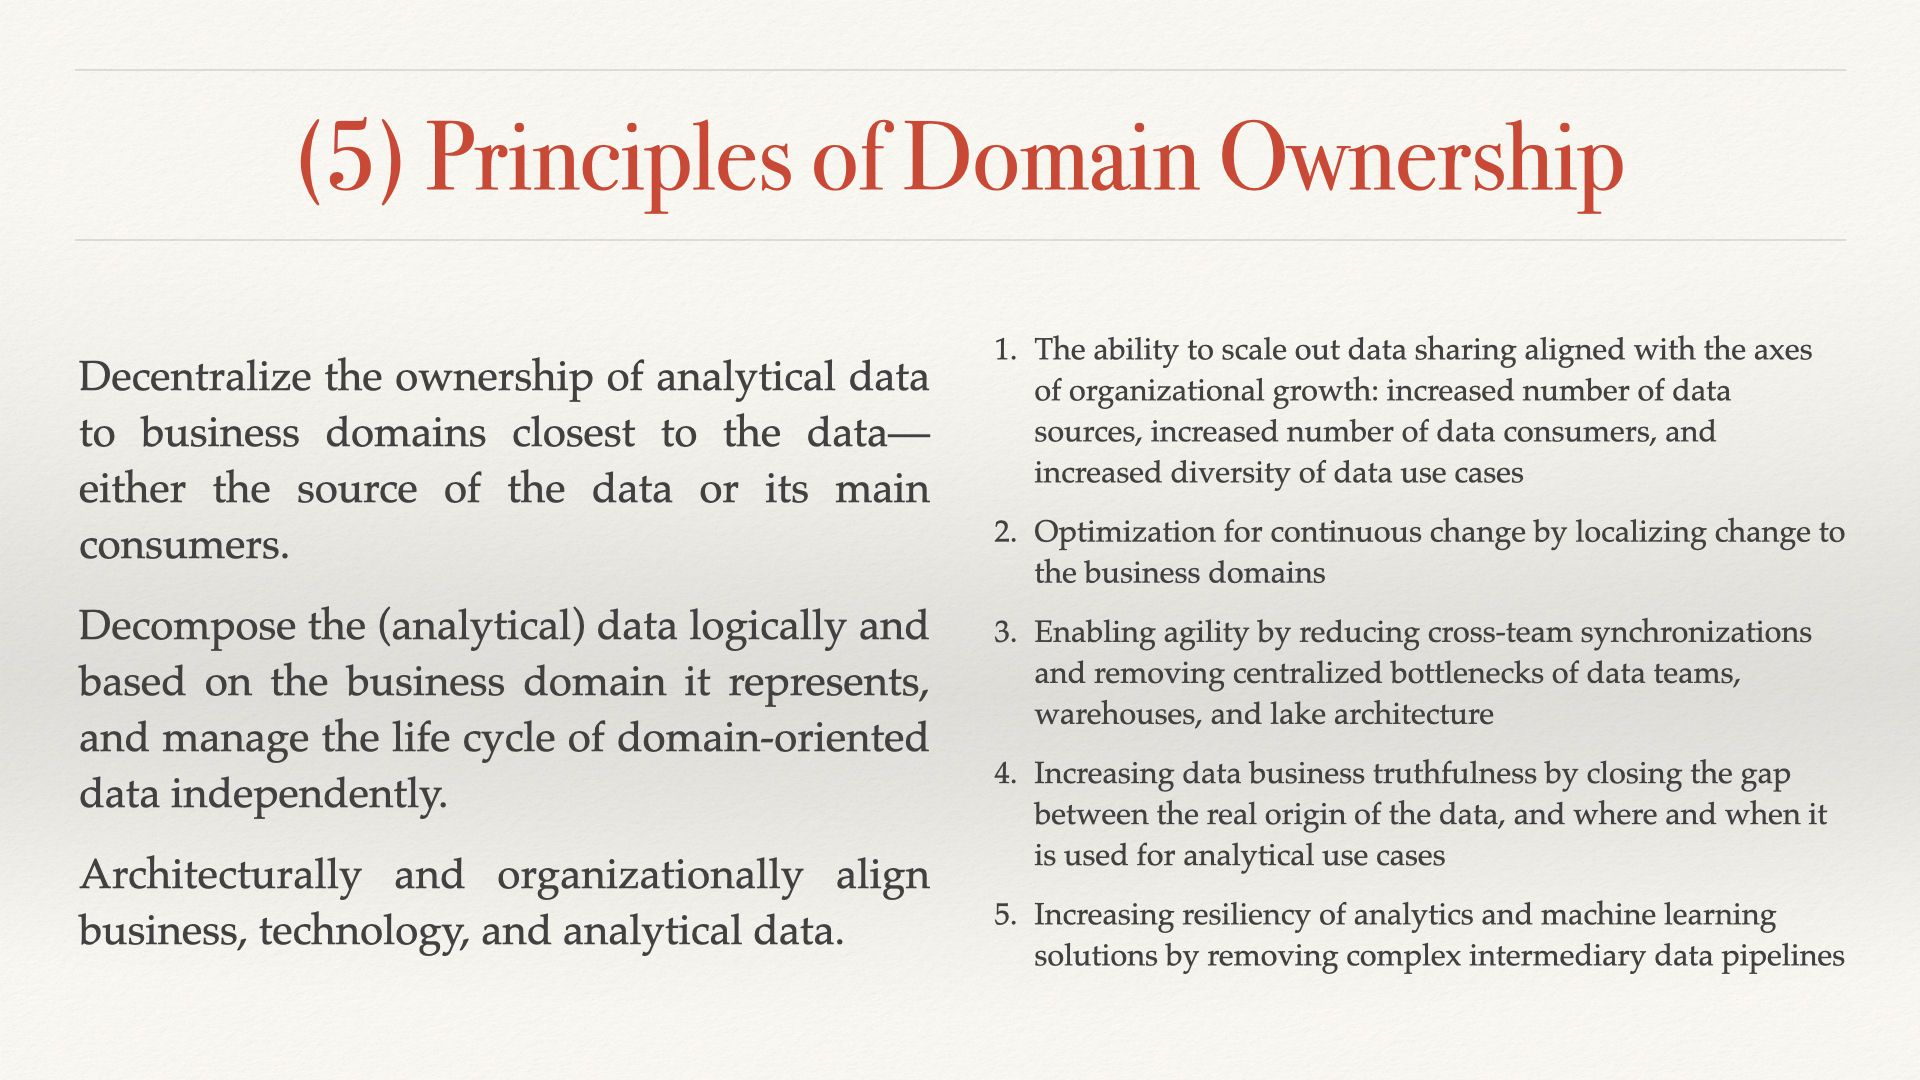 (5) Principles of Domain Ownership
Decentralize the ownership of analytical data
to business domains closest to the data—
either the source of the data or its main
consumers.
Decompose the (analytical) data logically and
based on the business domain it represents,
and manage the life cycle of domain-oriented
data independently.
Architecturally and organizationally align
business, technology, and analytical data.
1. The ability to scale out data sharing aligned with the axes
of organizational growth: increased number of data
sources, increased number of data consumers, and
increased diversity of data use cases
2. Optimization for continuous change by localizing change to
the business domains
3. Enabling agility by reducing cross-team synchronizations
and removing centralized bottlenecks of data teams,
warehouses, and lake architecture
4. Increasing data business truthfulness by closing the gap
between the real origin of the data, and where and when it
is used for analytical use cases
5. Increasing resiliency of analytics and machine learning
solutions by removing complex intermediary data pipelines